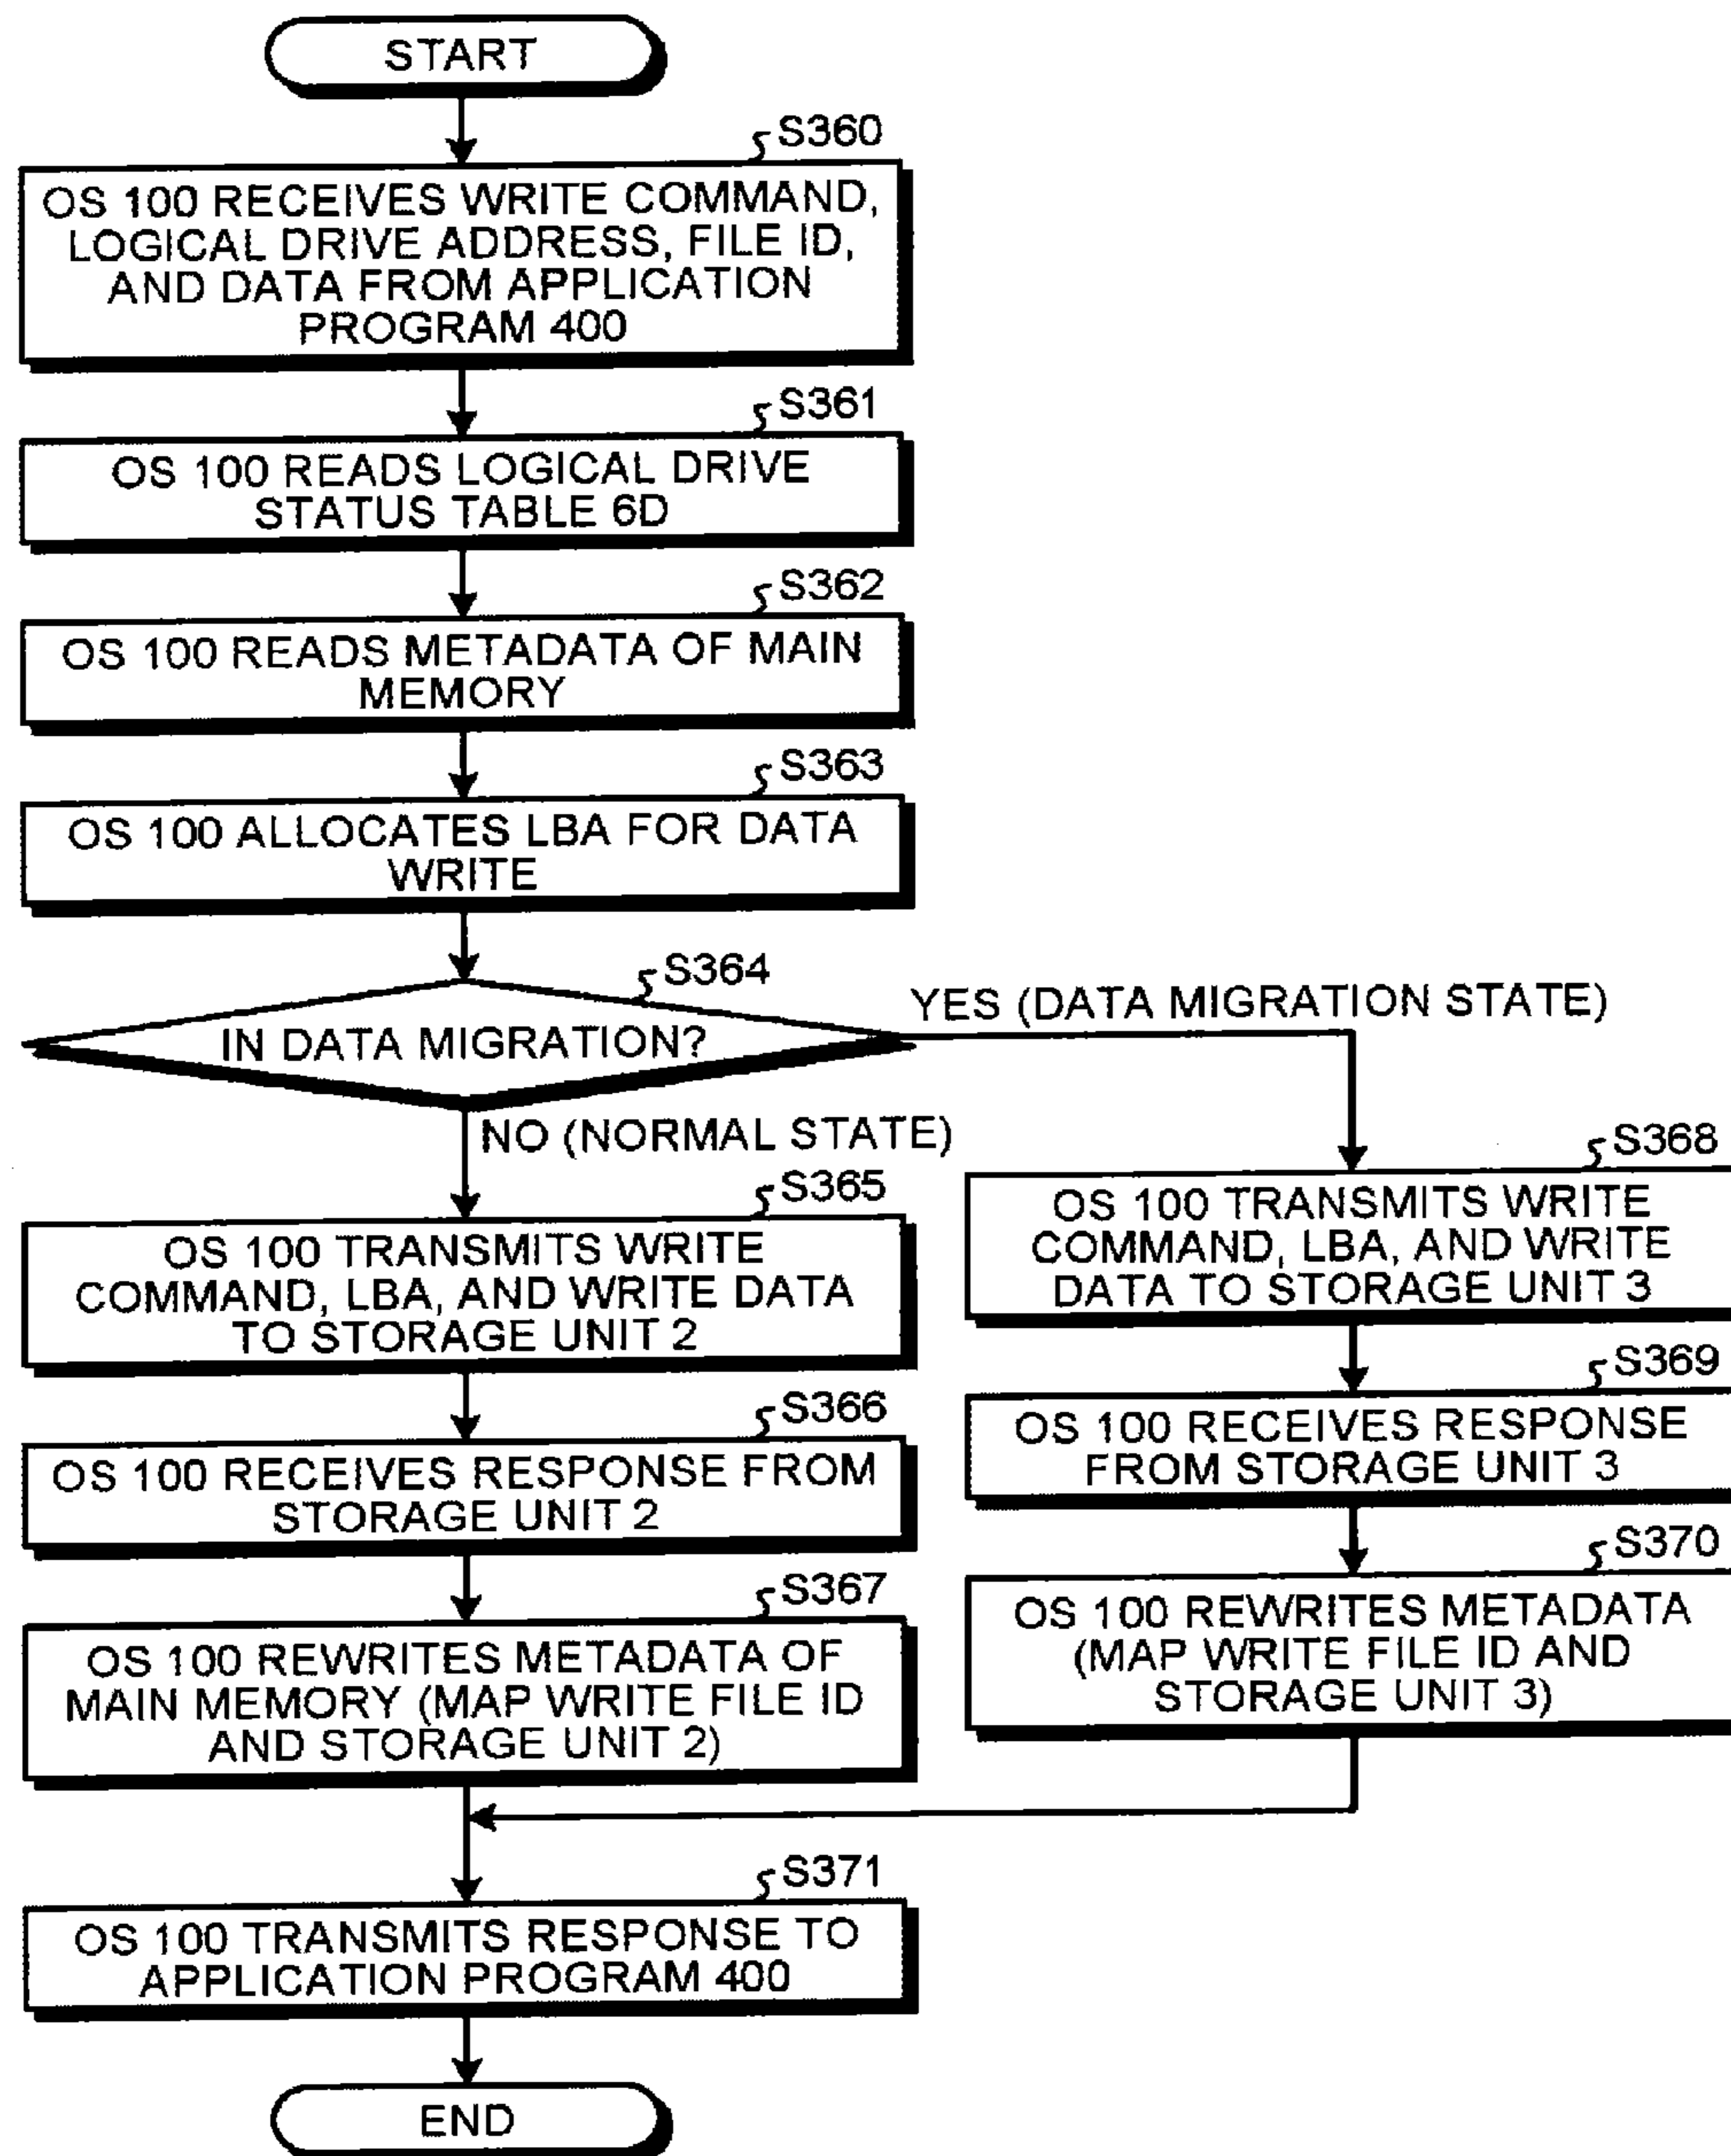 START
S360
OS 100 RECEIVES WRITE COMMAND,
LOGICAL DRIVE ADDRESS, FILE ID,
AND DATA FROM APPLICATION
PROGRAM 400
S361
OS 100 READS LOGICAL DRIVE
STATUS TABLE 6D
S362
OS 100 READS METADATA OF MAIN
MEMORY
S363
OS 100 ALLOCATES LBA FOR DATA
WRITE
S364
IN DATA MIGRATION?
YES (DATA MIGRATION STATE)
NO (NORMAL STATE)
S365
OS 100 TRANSMITS WRITE
COMMAND, LBA, AND WRITE DATA
TO STORAGE UNIT 2
S366
OS 100 RECEIVES RESPONSE FROM
STORAGE UNIT 2
S367
OS 100 REWRITES METADATA OF
MAIN MEMORY (MAP WRITE FILE ID
AND STORAGE UNIT 2)
S368
OS 100 TRANSMITS WRITE
COMMAND, LBA, AND WRITE
DATA TO STORAGE UNIT 3
S369
OS 100 RECEIVES RESPONSE
FROM STORAGE UNIT 3
S370
OS 100 REWRITES METADATA
(MAP WRITE FILE ID AND
STORAGE UNIT 3)
S371
OS 100 TRANSMITS RESPONSE TO
APPLICATION PROGRAM 400
END